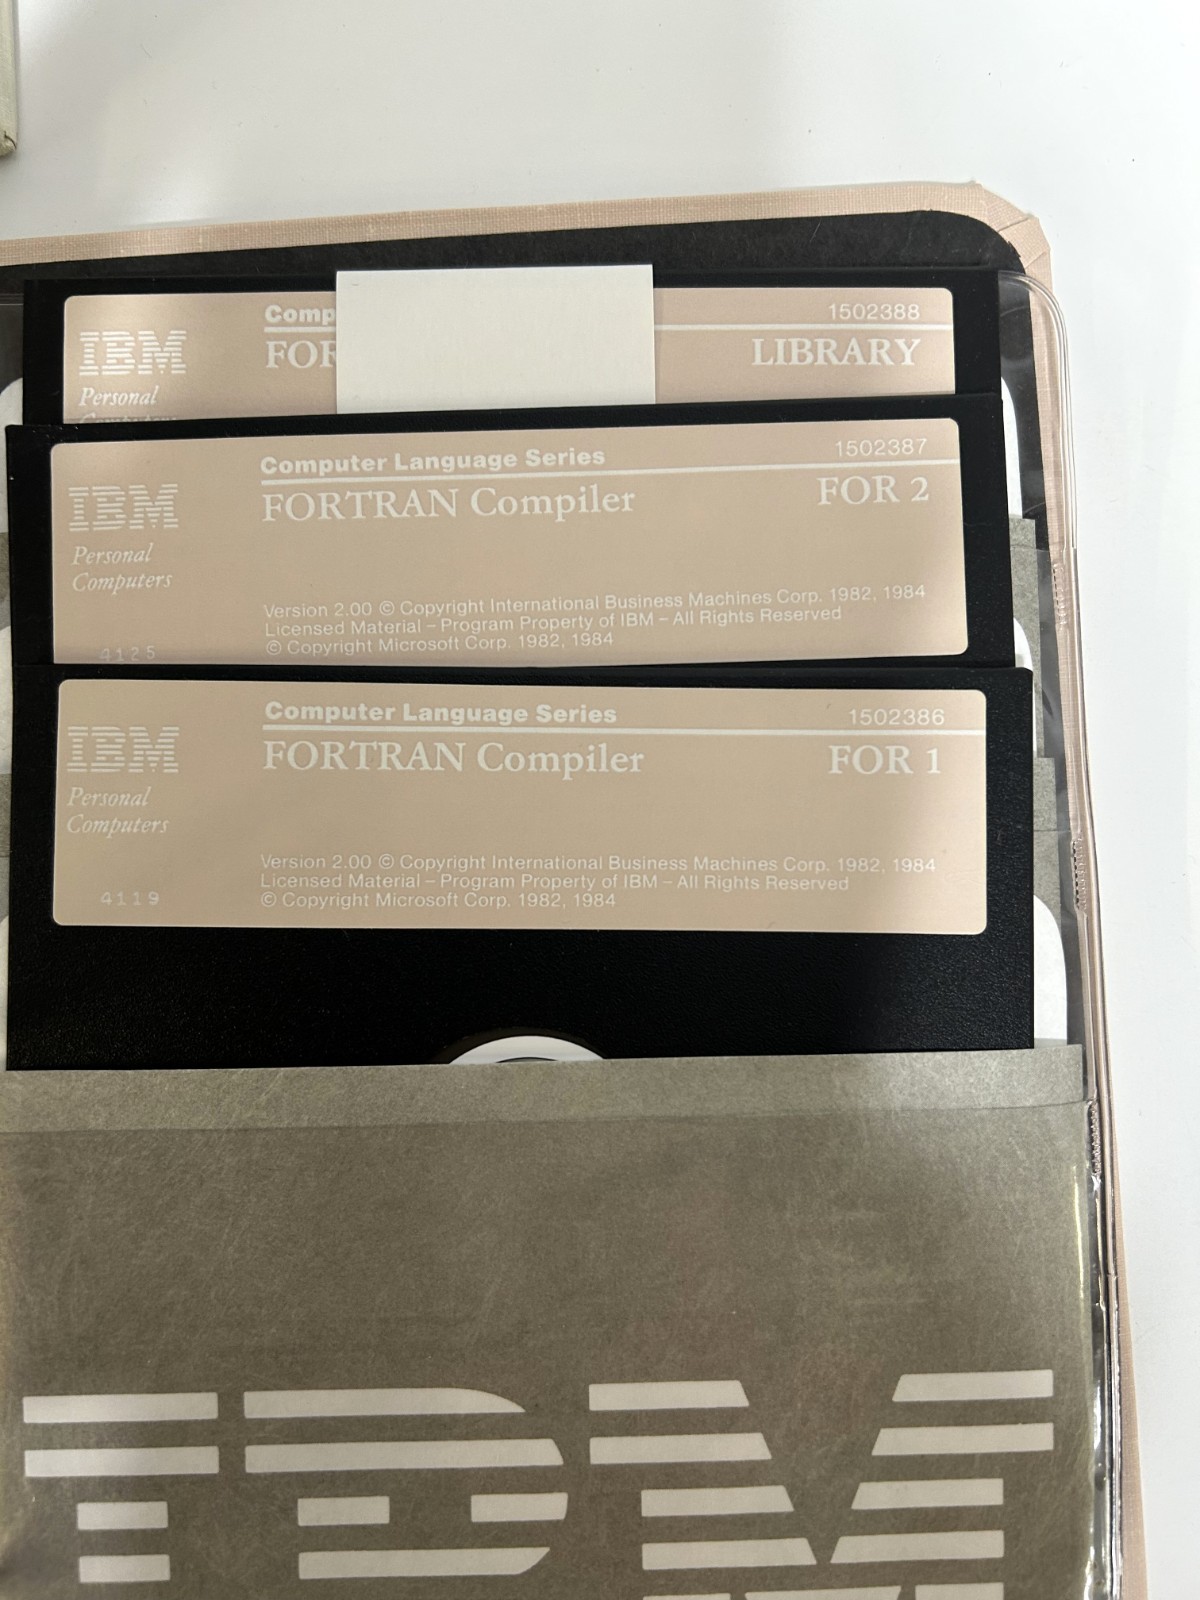 Comp
1502388
IBM
FOR
LIBRARY
Personal
Computers
Computer Language Series
1502387
IBM
FORTRAN Compiler
FOR 2
Personal
Computers
Version 2.00 © Copyright International Business Machines Corp. 1982, 1984
Licensed Material – Program Property of IBM – All Rights Reserved
© Copyright Microsoft Corp. 1982, 1984
4125
Computer Language Series
1502386
IBM
FORTRAN Compiler
FOR 1
Personal
Computers
Version 2.00 © Copyright International Business Machines Corp. 1982, 1984
Licensed Material – Program Property of IBM – All Rights Reserved
© Copyright Microsoft Corp. 1982, 1984
4119
IBM